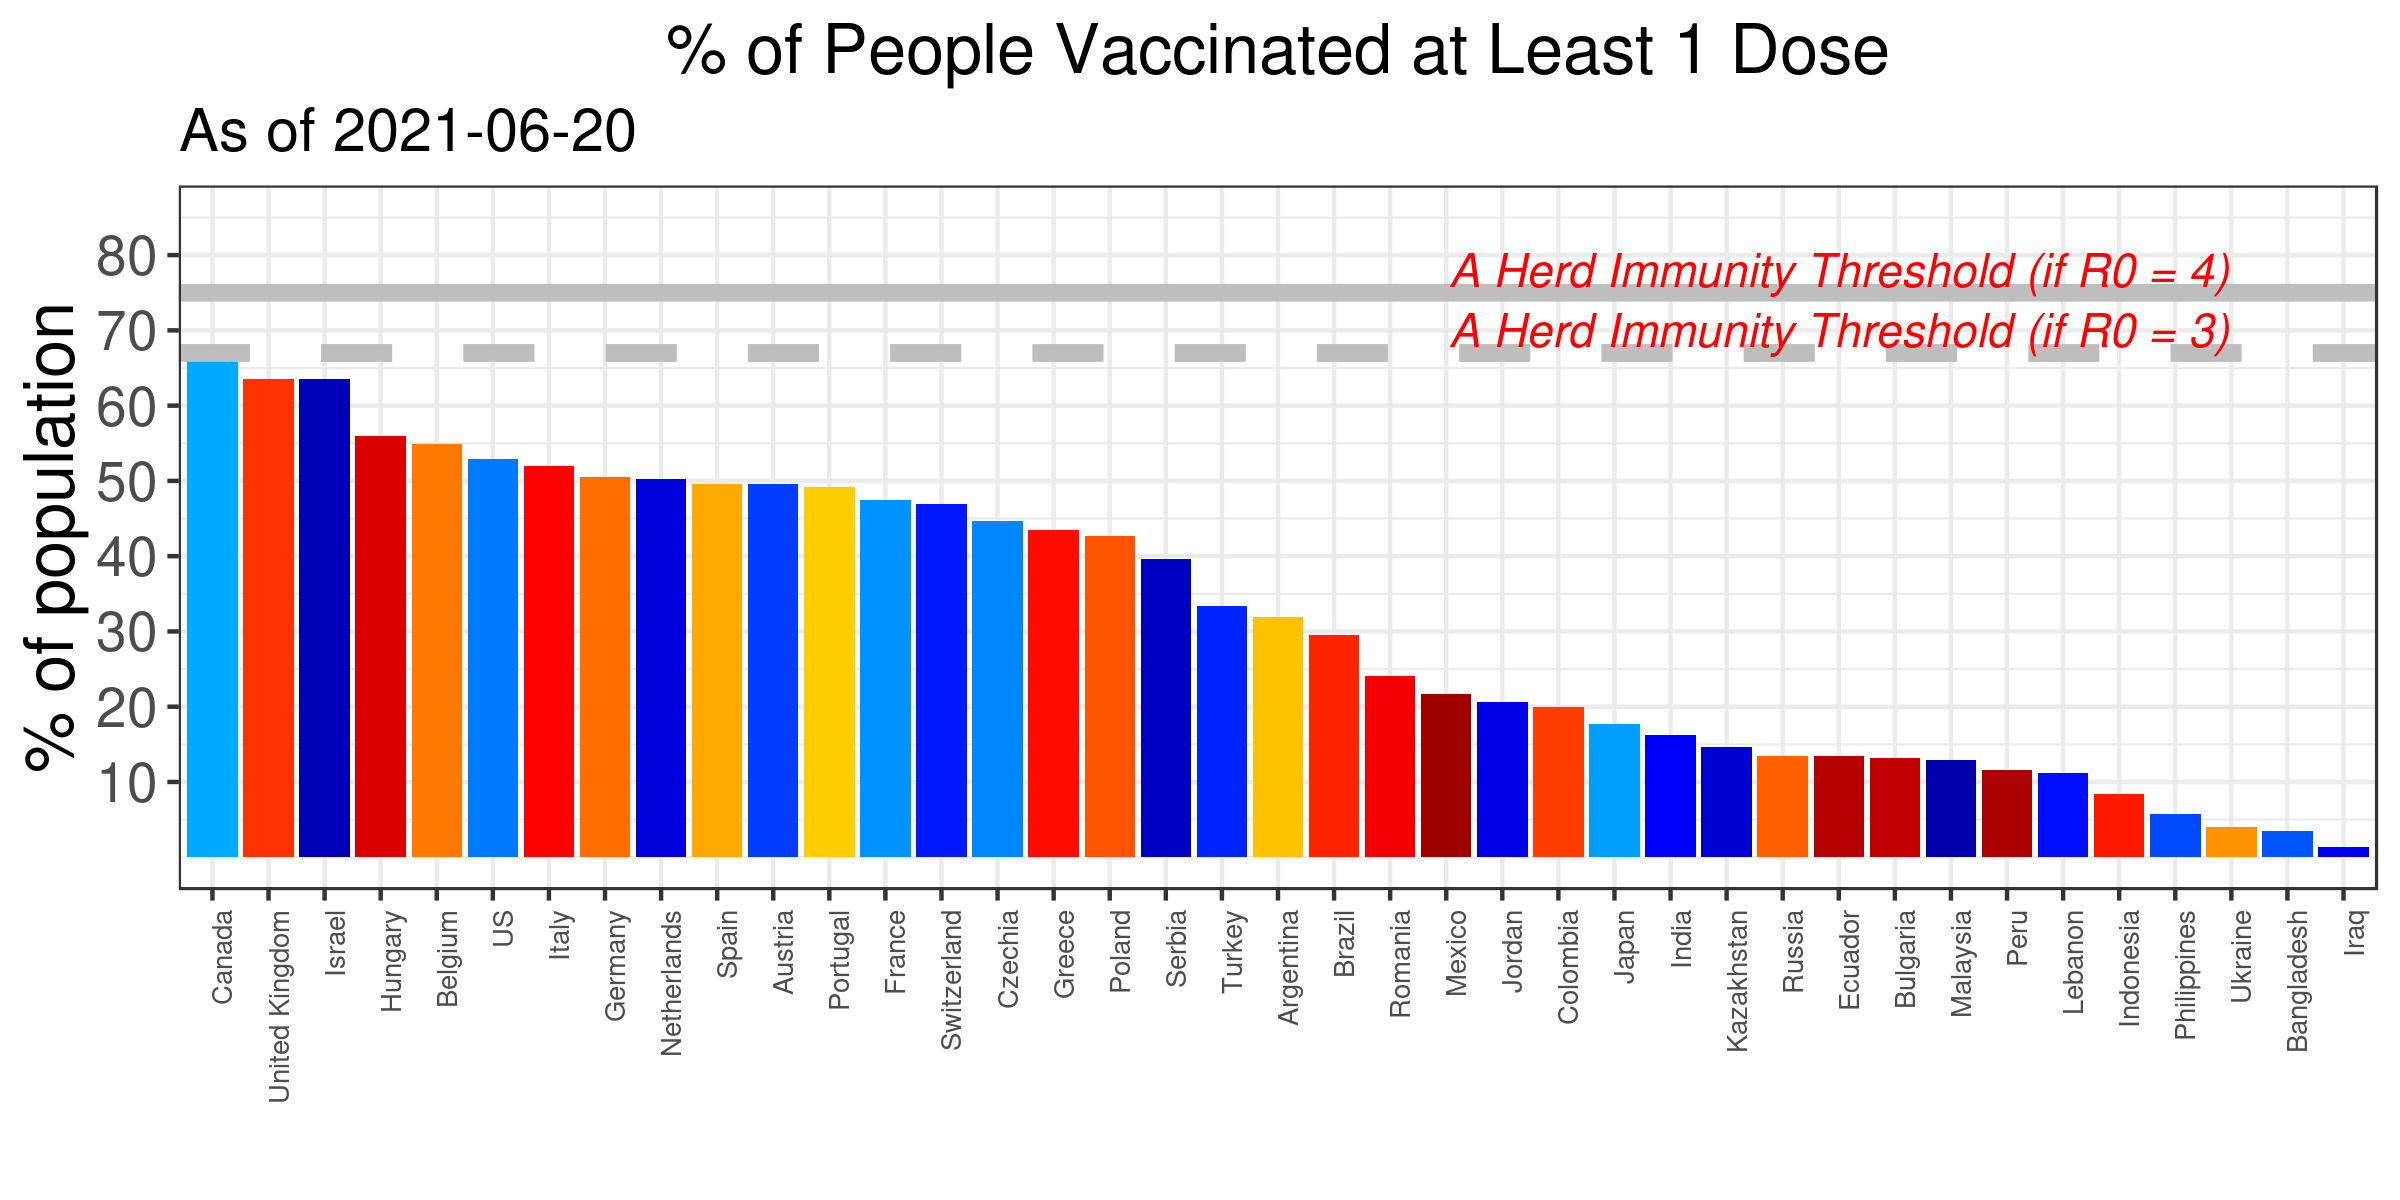 % of People Vaccinated at Least 1 Dose
As of 2021-06-20
% of population
80
70
60
50
40
30
20
10
A Herd Immunity Threshold (if R0 = 4)
A Herd Immunity Threshold (if R0 = 3)
Canada
United Kingdom
Israel
Hungary
Belgium
US
Italy
Germany
Netherlands
Spain
Austria
Portugal
France
Switzerland
Czechia
Greece
Poland
Serbia
Turkey
Argentina
Brazil
Romania
Mexico
Jordan
Colombia
Japan
India
Kazakhstan
Russia
Ecuador
Bulgaria
Malaysia
Peru
Lebanon
Indonesia
Philippines
Ukraine
Bangladesh
Iraq